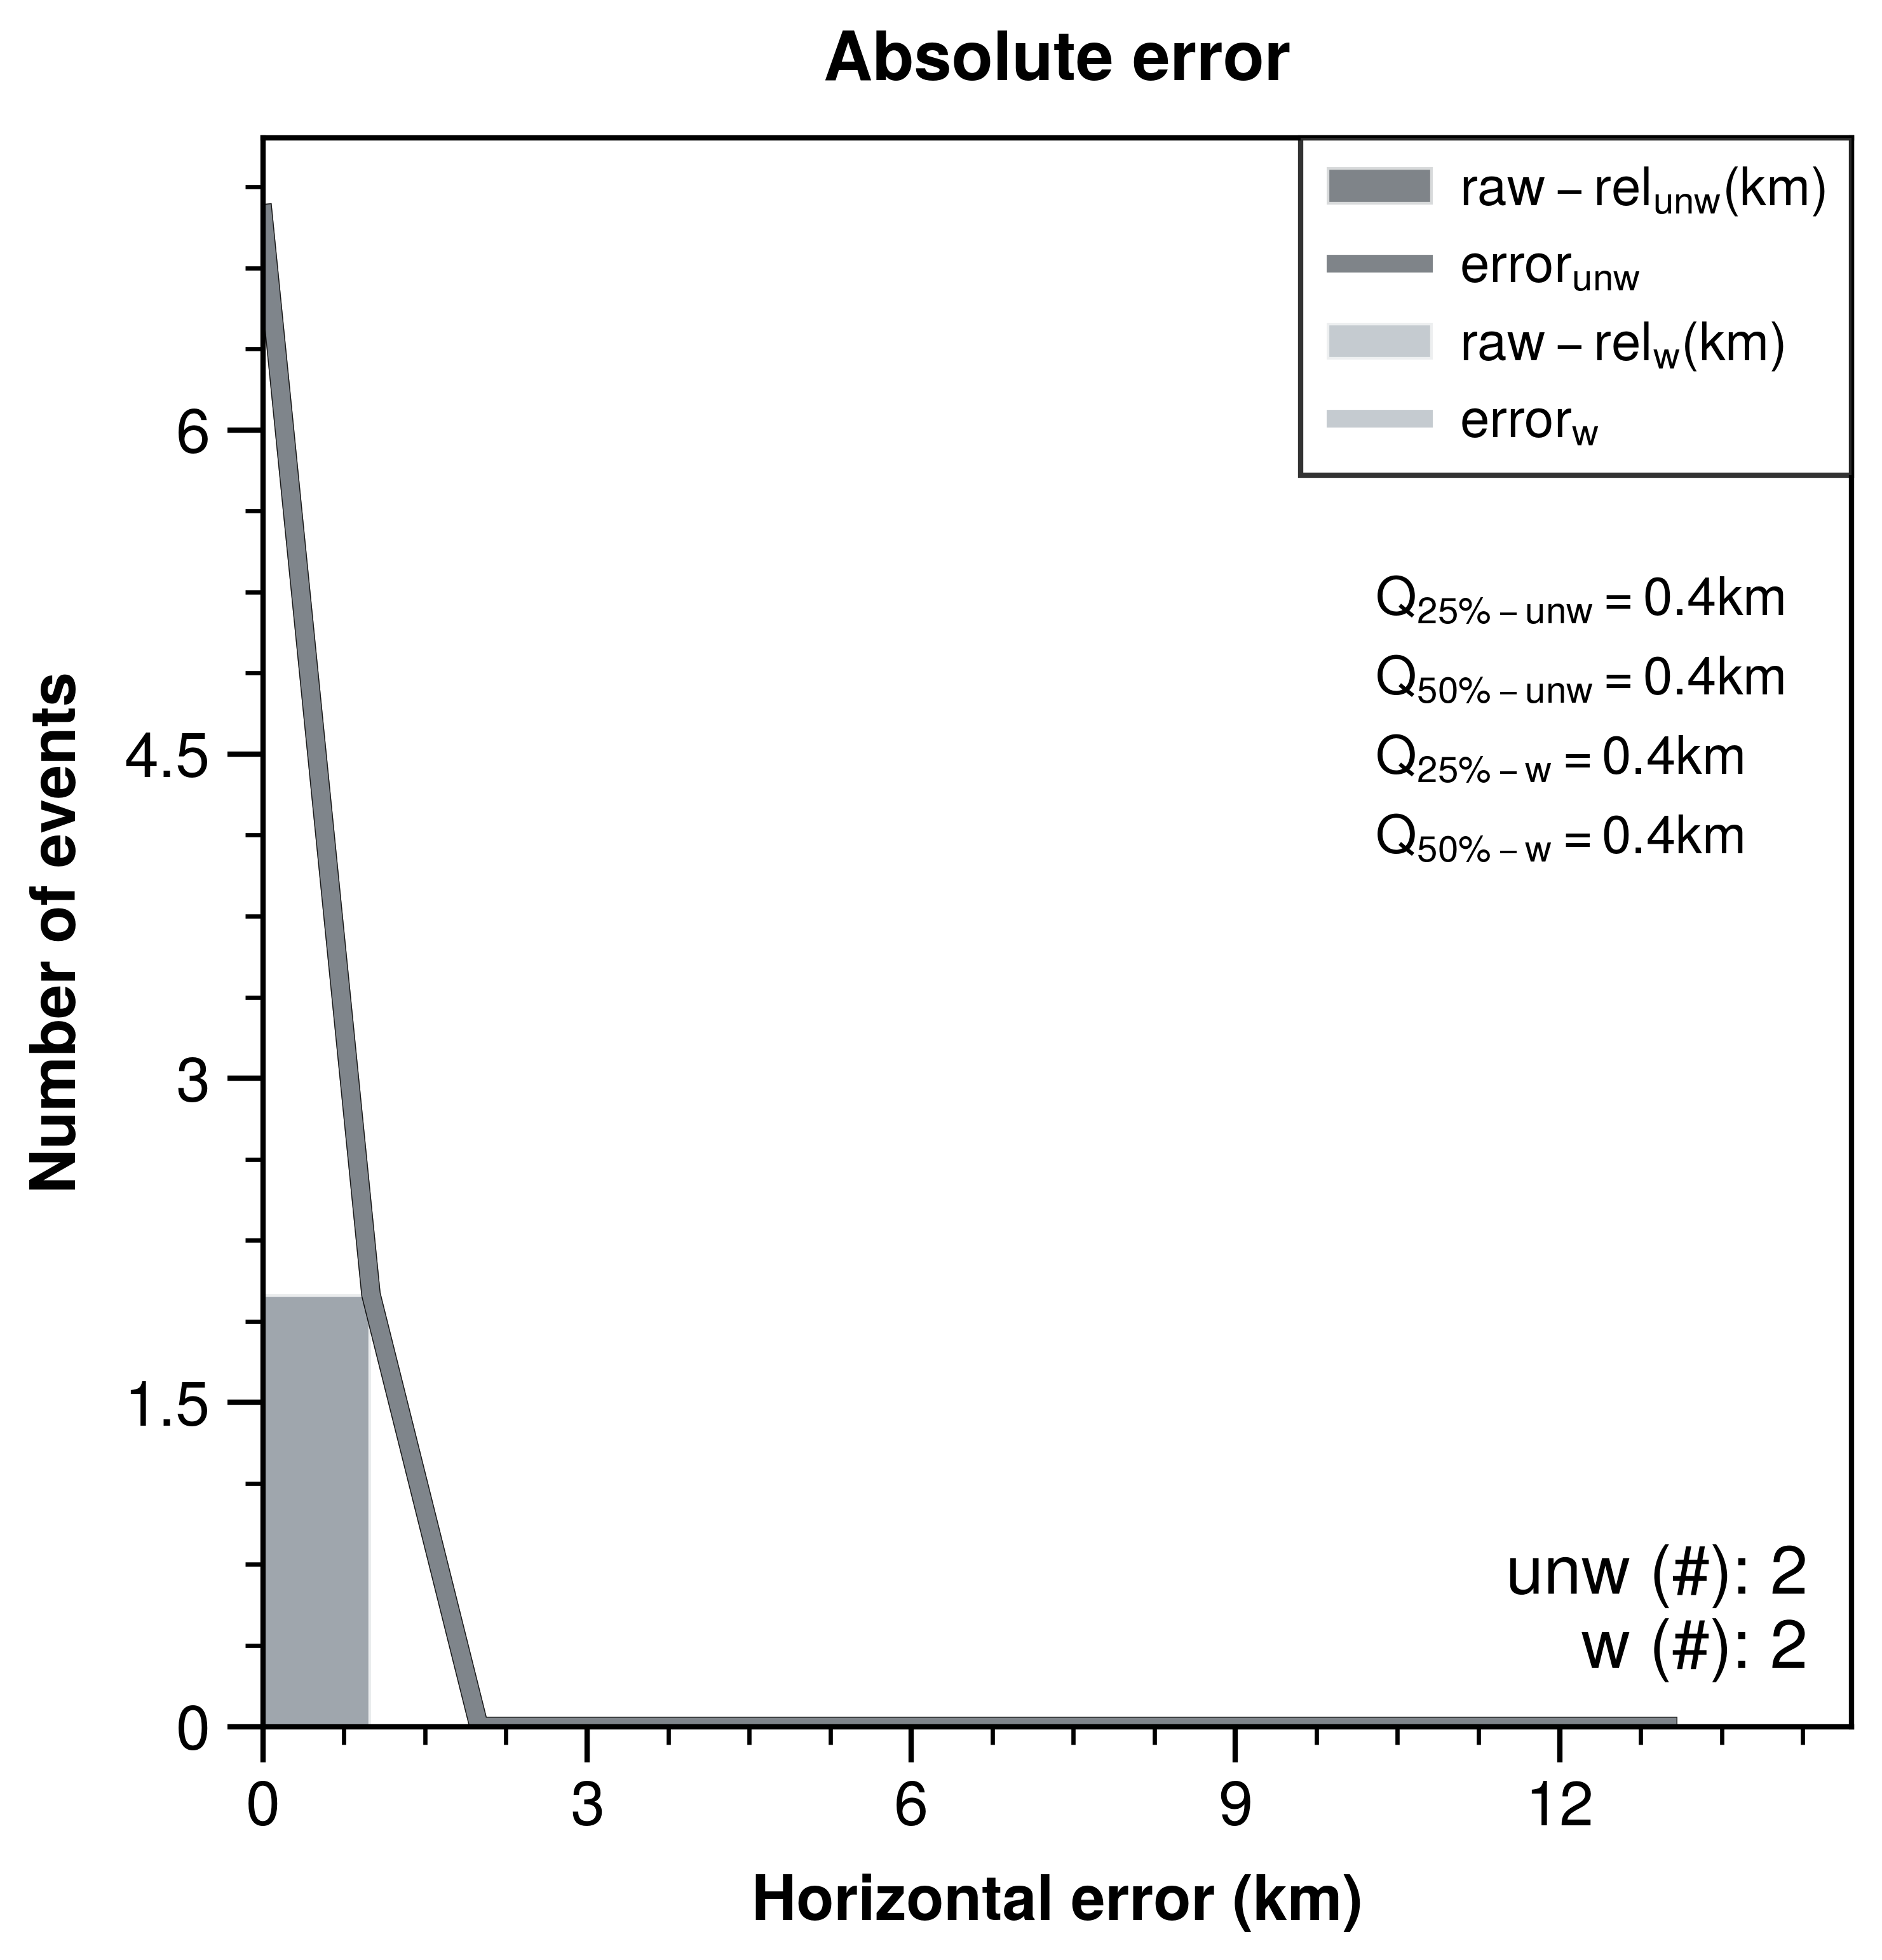 Absolute error
raw – relunw(km)
errorunw
raw – relw(km)
errorw
Q25% – unw = 0.4km
Q50% – unw = 0.4km
Q25% – w = 0.4km
Q50% – w = 0.4km
unw (#): 2
w (#): 2
Number of events
6
4.5
3
1.5
0
0 3 6 9 12
Horizontal error (km)